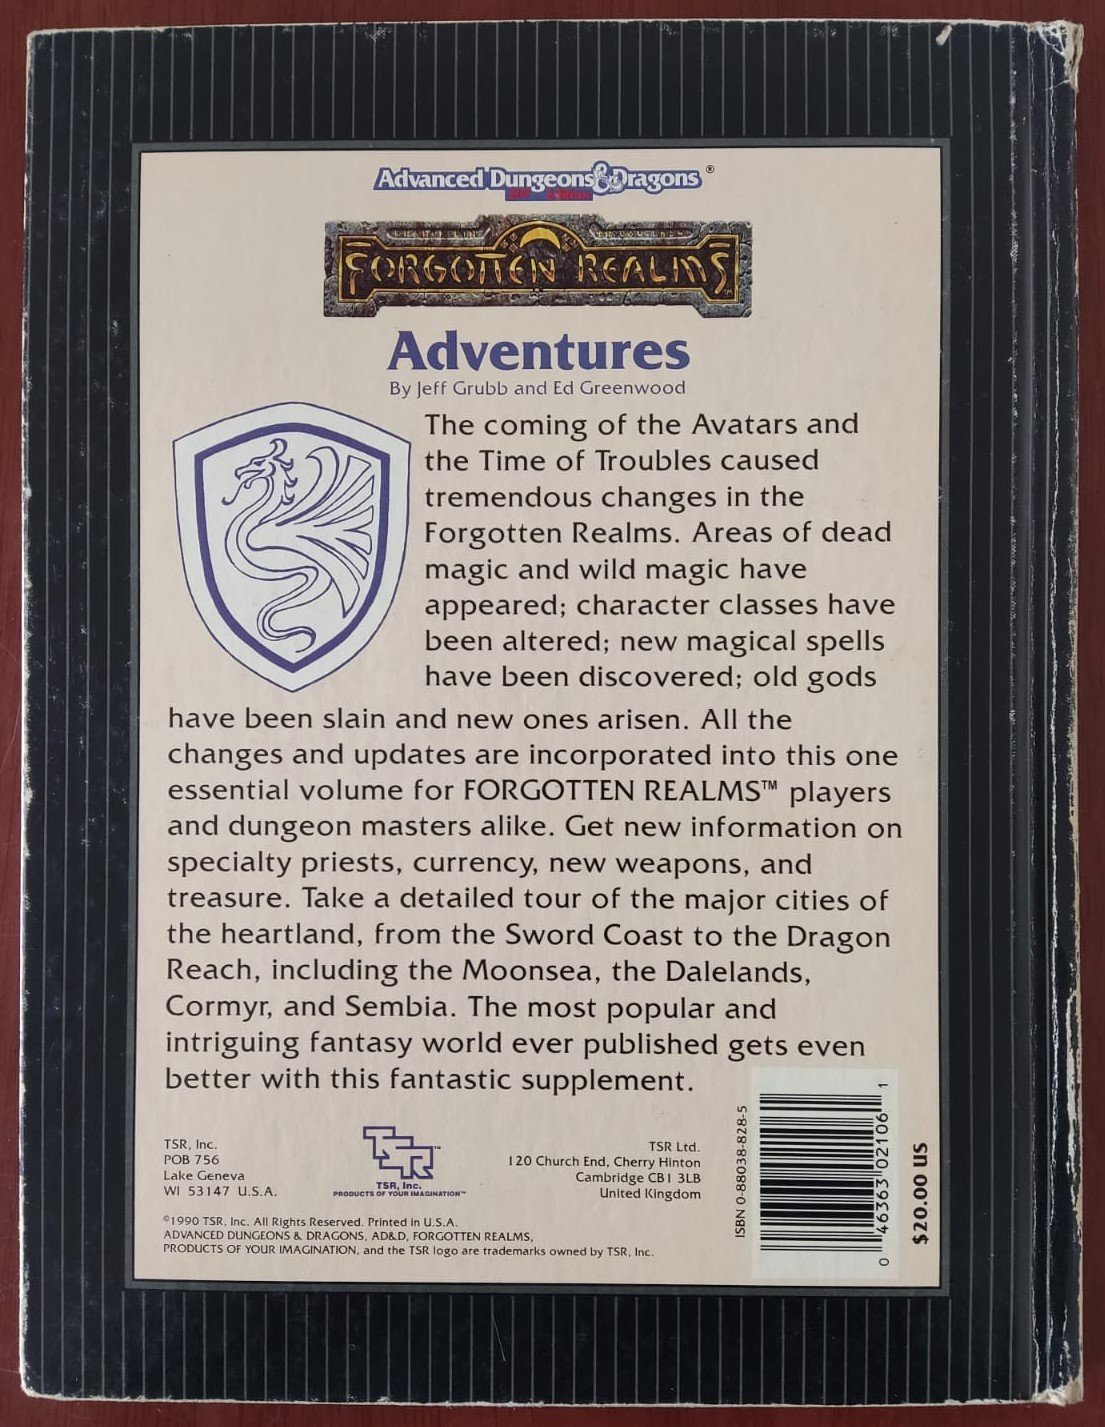 Advanced Dungeons & Dragons®
2nd Edition
FORGOTTEN REALMS
Adventures
By Jeff Grubb and Ed Greenwood
The coming of the Avatars and
the Time of Troubles caused
tremendous changes in the
Forgotten Realms. Areas of dead
magic and wild magic have
appeared; character classes have
been altered; new magical spells
have been discovered; old gods
have been slain and new ones arisen. All the
changes and updates are incorporated into this one
essential volume for FORGOTTEN REALMS™ players
and dungeon masters alike. Get new information on
specialty priests, currency, new weapons, and
treasure. Take a detailed tour of the major cities of
the heartland, from the Sword Coast to the Dragon
Reach, including the Moonsea, the Dalelands,
Cormyr, and Sembia. The most popular and
intriguing fantasy world ever published gets even
better with this fantastic supplement.
TSR, Inc.
POB 756
Lake Geneva
WI 53147 U.S.A.
TSR™
TSR, Inc.
PRODUCTS OF YOUR IMAGINATION™
TSR Ltd.
120 Church End, Cherry Hinton
Cambridge CB1 3LB
United Kingdom
©1990 TSR, Inc. All Rights Reserved. Printed in U.S.A.
ADVANCED DUNGEONS & DRAGONS, AD&D, FORGOTTEN REALMS,
PRODUCTS OF YOUR IMAGINATION, and the TSR logo are trademarks owned by TSR, Inc.
ISBN 0-88038-828-5
0 46363 02106 1
$20.00 US